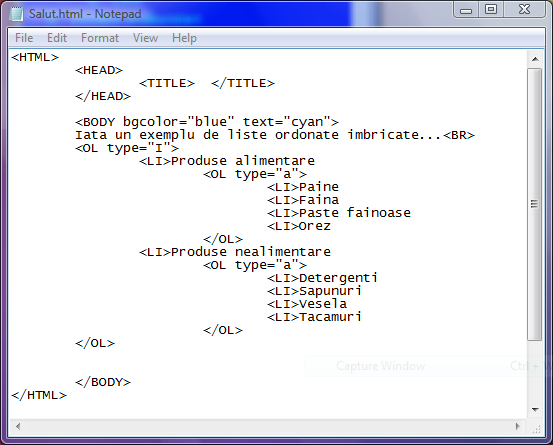 Salut.html - Notepad
File Edit Format View Help
<HTML>
<HEAD>
<TITLE> </TITLE>
</HEAD>
<BODY bgcolor="blue" text="cyan">
Iata un exemplu de liste ordonate imbricate...<BR>
<OL type="I">
<LI>Produse alimentare
<OL type="a">
<LI>Paine
<LI>Faina
<LI>Paste fainoase
<LI>Orez
</OL>
<LI>Produse nealimentare
<OL type="a">
<LI>Detergenti
<LI>Sapunuri
<LI>Vesela
<LI>Tacamuri
</OL>
</OL>
Capture Window Ctrl +
</BODY>
</HTML>